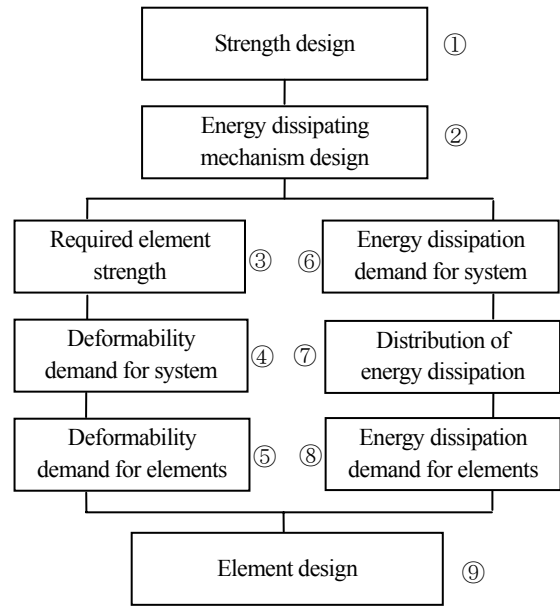 Strength design ①
Energy dissipating
mechanism design ②
Required element
strength ③
Deformability
demand for system ④
Deformability
demand for elements ⑤
⑥ Energy dissipation
demand for system
⑦ Distribution of
energy dissipation
⑧ Energy dissipation
demand for elements
Element design ⑨